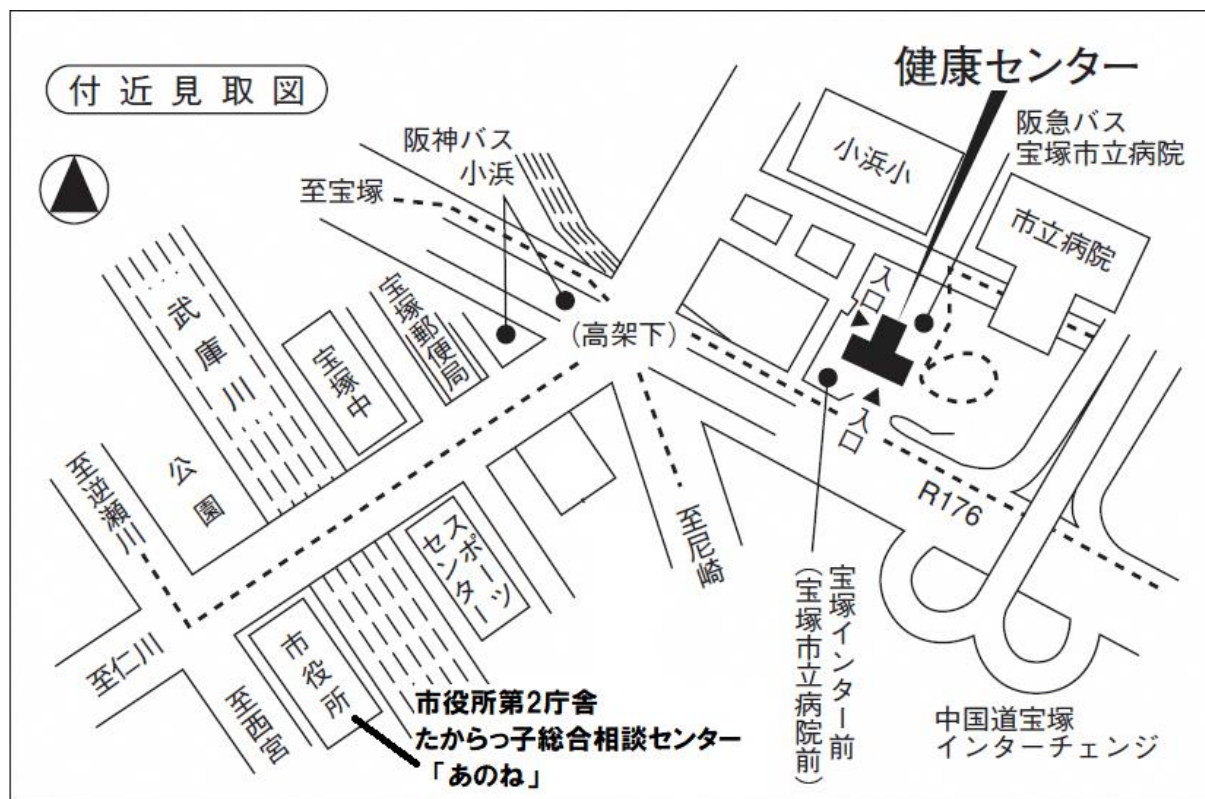 付近見取図
健康センター
阪神バス
小浜
至宝塚
阪急バス
宝塚市立病院
小浜小
市立病院
入口
入口
武庫川
宝塚中
宝塚郵便局
(高架下)
公園
至逆瀬川
至仁川
至西宮
市役所
スポーツ
センター
至尼崎
R176
宝塚インター前
(宝塚市立病院前)
中国道宝塚
インターチェンジ
市役所第2庁舎
たからっ子総合相談センター
「あのね」